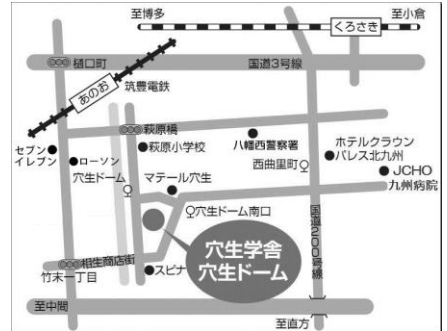 至博多
くろさき
至小倉
樋口町
国道3号線
あのお
筑豊電鉄
萩原橋
セブン
イレブン
ローソン
萩原小学校
八幡西警察署
ホテルクラウン
パレス北九州
西曲里町
穴生ドーム
マテール穴生
JCHO
九州病院
穴生ドーム南口
国道200号線
穴生学舎
穴生ドーム
相生商店街
竹末一丁目
スピナ
至中間
至直方